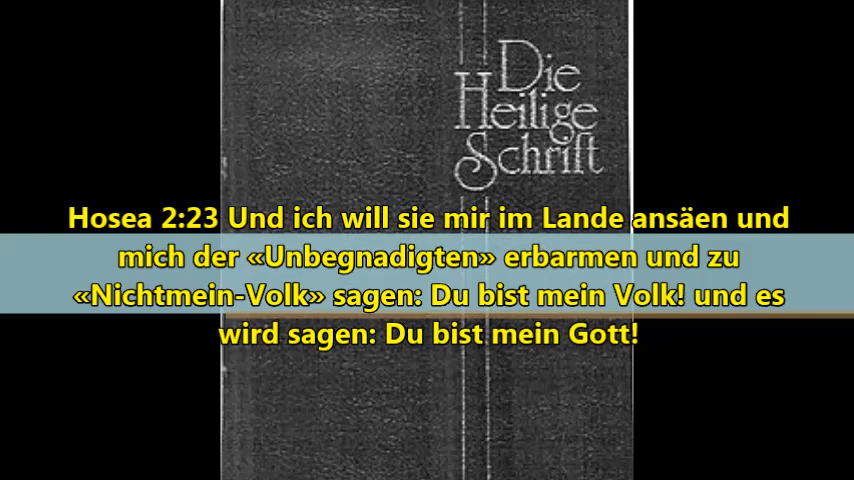 Die
Heilige
Schrift
Hosea 2:23 Und ich will sie mir im Lande ansäen und
mich der «Unbegnadigten» erbarmen und zu
«Nichtmein-Volk» sagen: Du bist mein Volk! und es
wird sagen: Du bist mein Gott!